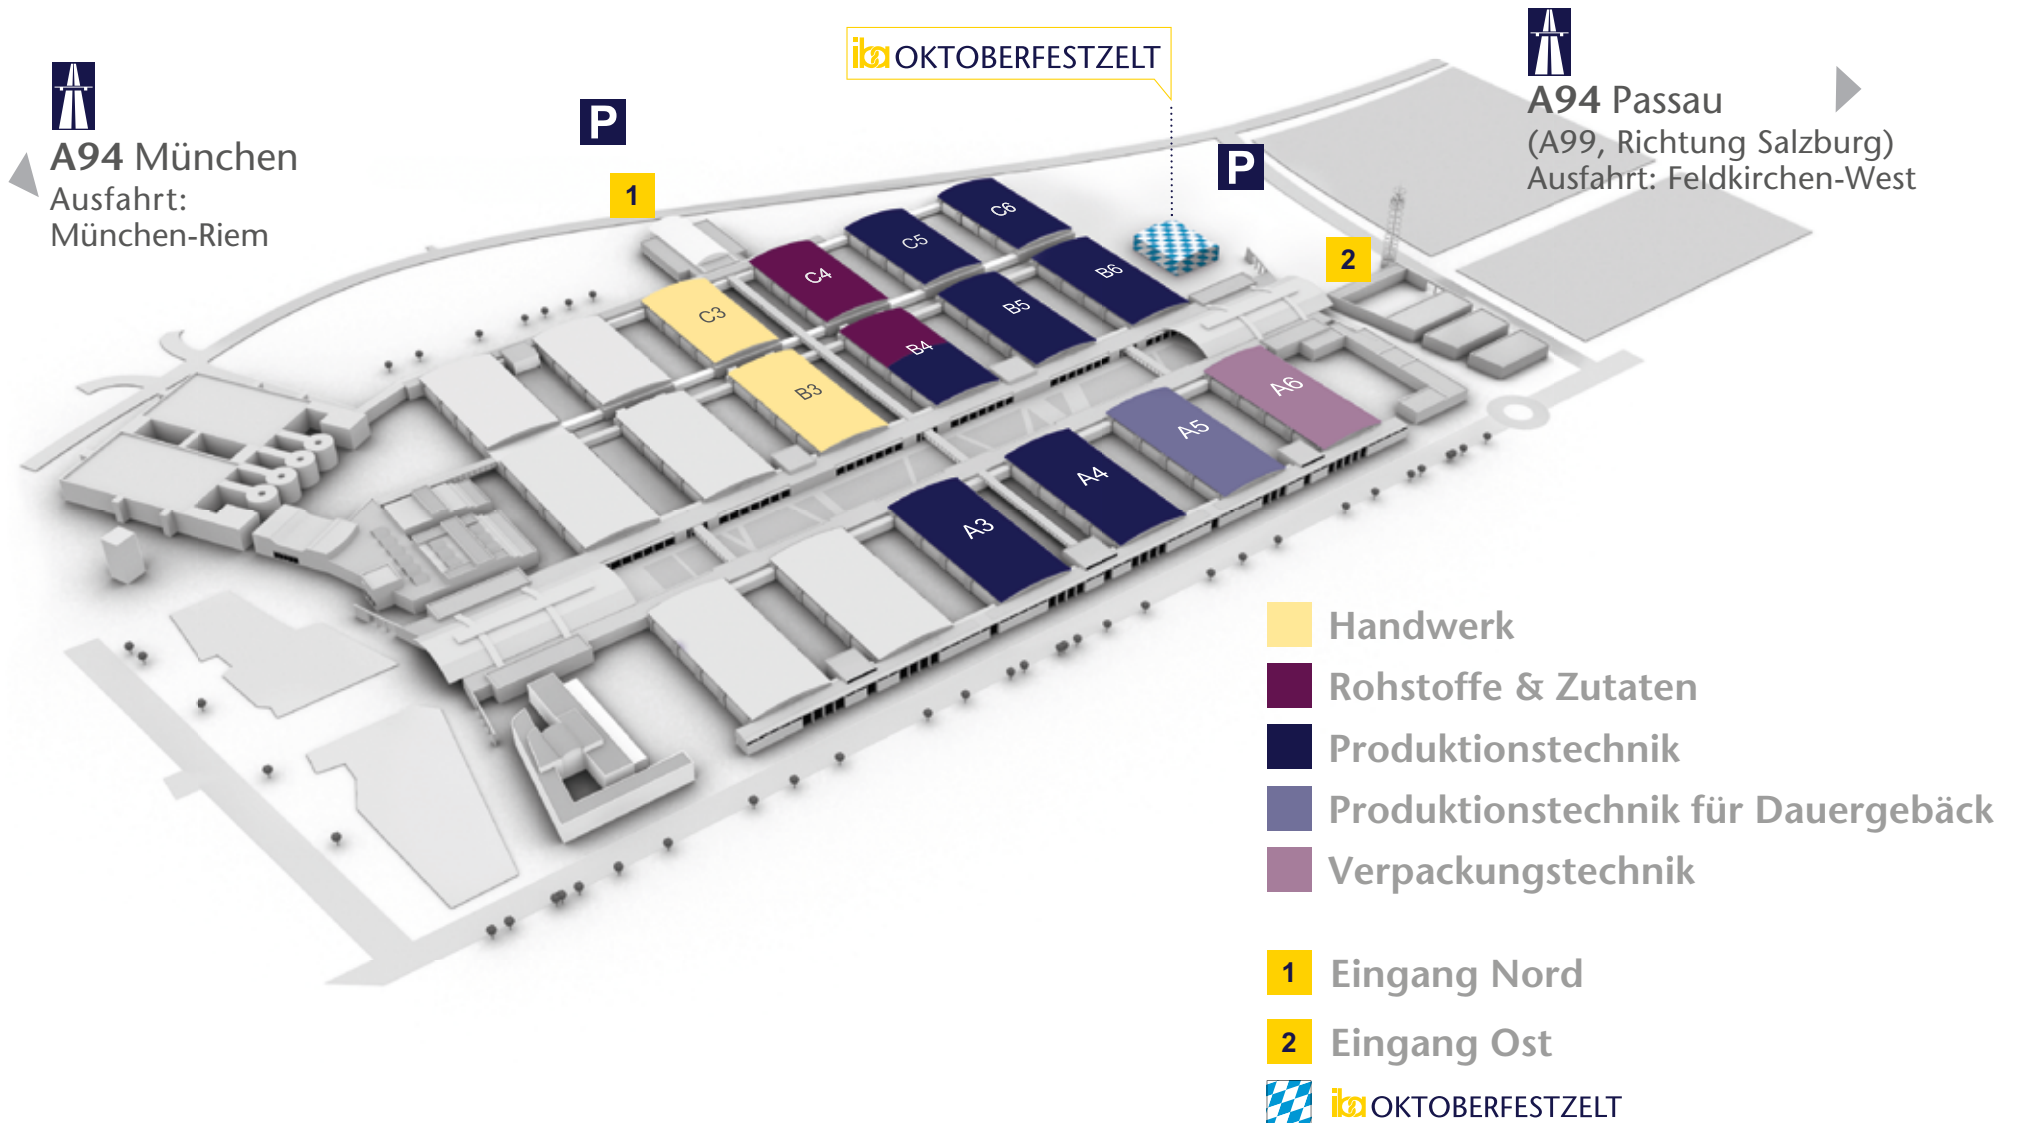 iba OKTOBERFESTZELT
A94 München
Ausfahrt:
München-Riem
A94 Passau
(A99, Richtung Salzburg)
Ausfahrt: Feldkirchen-West
P
P
1
2
C6
C5
C4
C3
B6
B5
B4
B3
A6
A5
A4
A3
Handwerk
Rohstoffe & Zutaten
Produktionstechnik
Produktionstechnik für Dauergebäck
Verpackungstechnik
1 Eingang Nord
2 Eingang Ost
iba OKTOBERFESTZELT